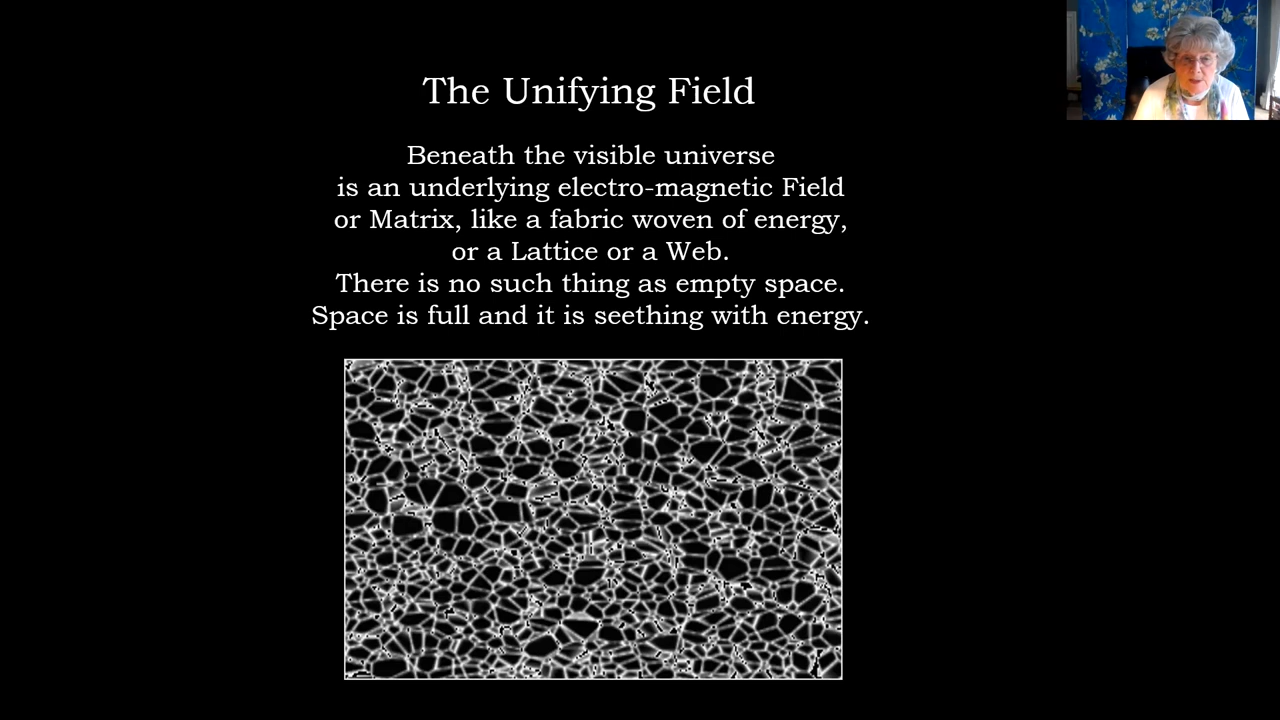 The Unifying Field
Beneath the visible universe
is an underlying electro-magnetic Field
or Matrix, like a fabric woven of energy,
or a Lattice or a Web.
There is no such thing as empty space.
Space is full and it is seething with energy.